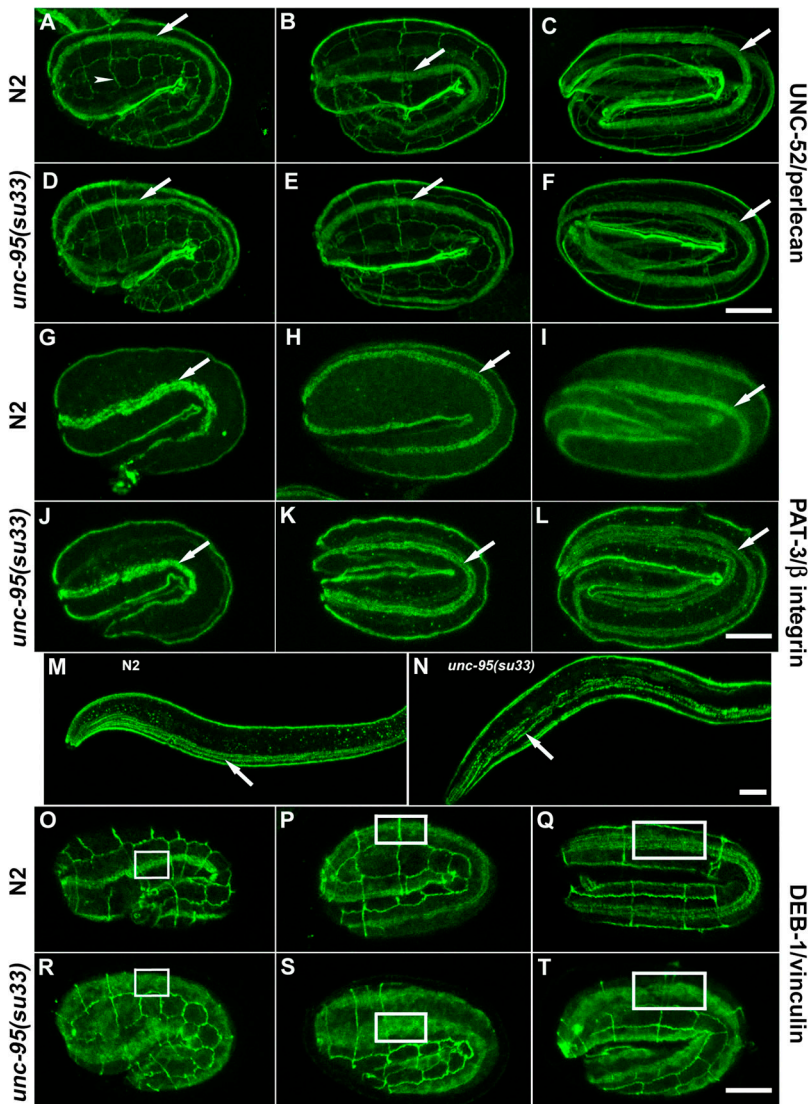 A
B
C
N2
UNC-52/perlecan
D
E
F
unc-95(su33)
G
H
I
N2
PAT-3/β integrin
J
K
L
unc-95(su33)
M
N2
N
unc-95(su33)
O
P
Q
N2
DEB-1/vinculin
R
S
T
unc-95(su33)